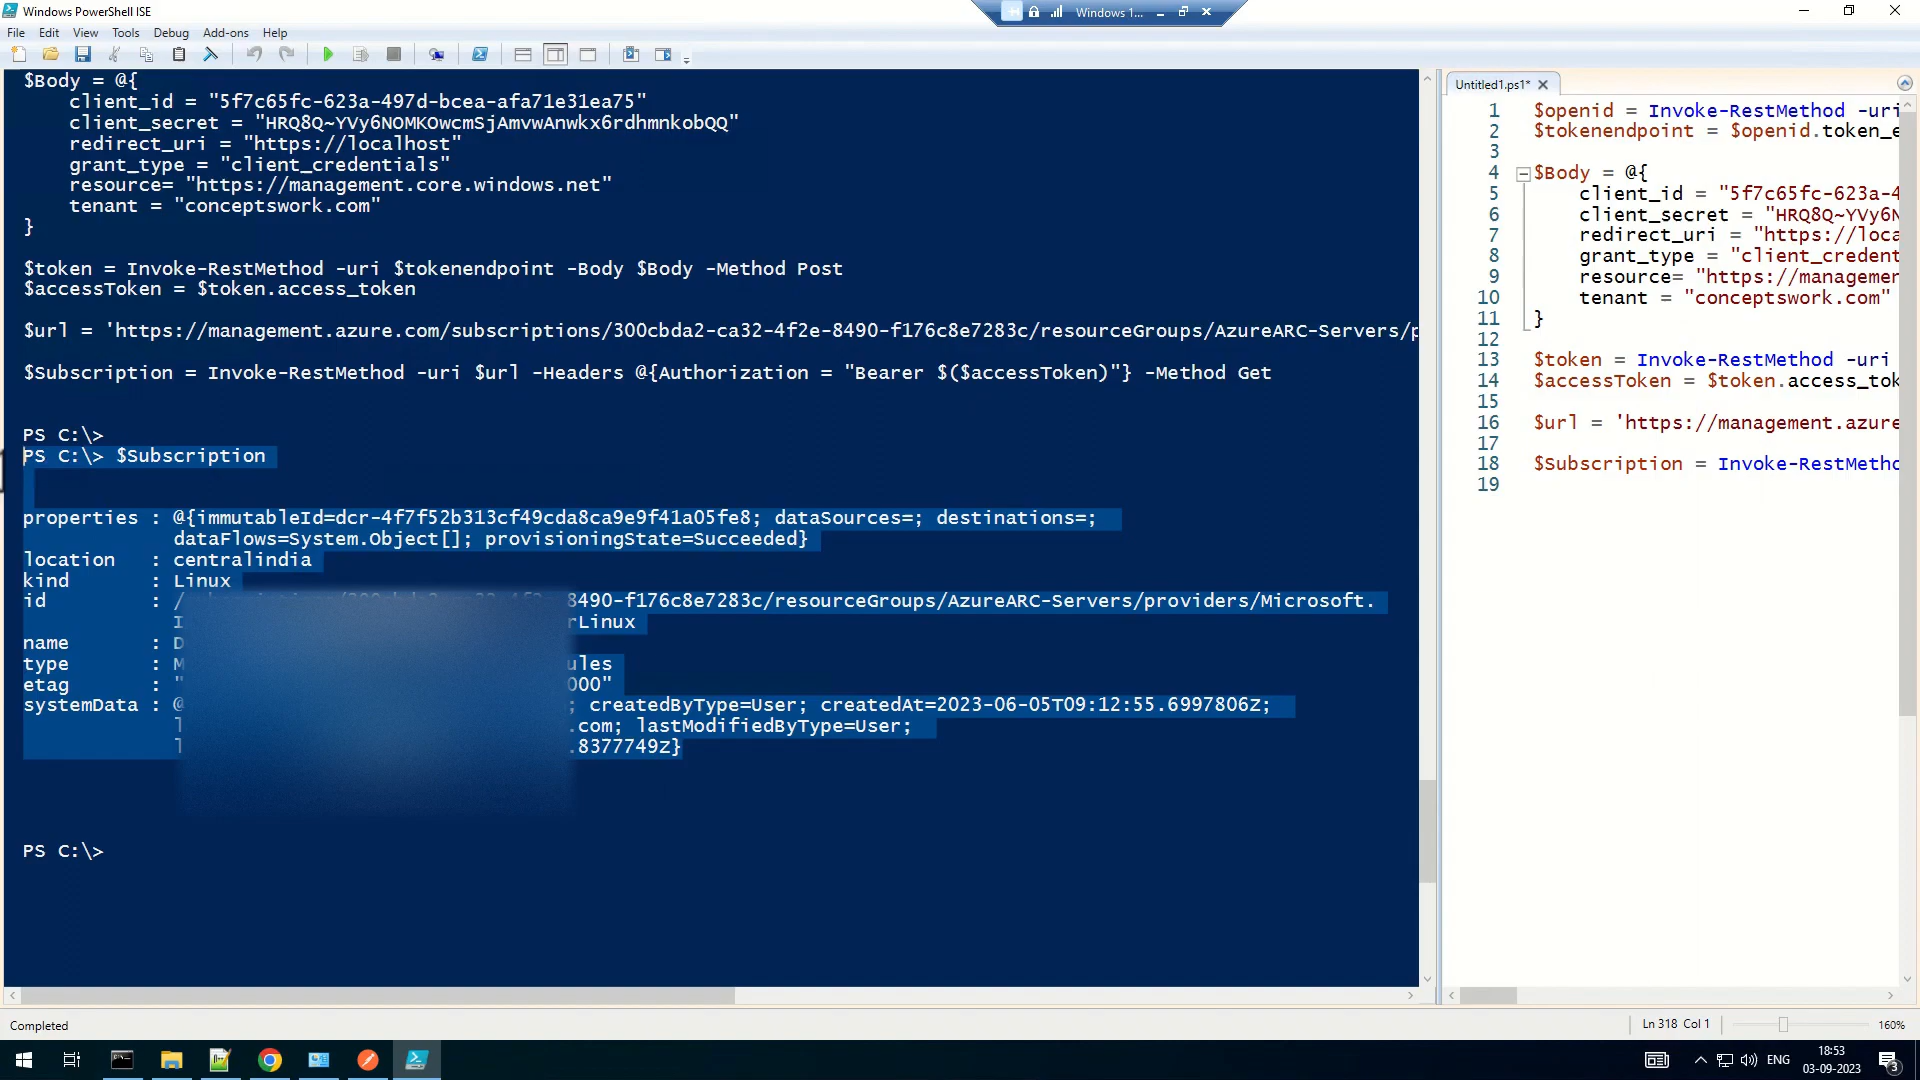 Windows PowerShell ISE
Windows 1...
File Edit View Tools Debug Add-ons Help
$Body = @{
client_id = "5f7c65fc-623a-497d-bcea-afa71e31ea75"
client_secret = "HRQ8Q~YVy6NOMKOwcmSjAmvwAnwkx6rdhmnkobQQ"
redirect_uri = "https://localhost"
grant_type = "client_credentials"
resource= "https://management.core.windows.net"
tenant = "conceptswork.com"
}
$token = Invoke-RestMethod -uri $tokenendpoint -Body $Body -Method Post
$accessToken = $token.access_token
$url = 'https://management.azure.com/subscriptions/300cbda2-ca32-4f2e-8490-f176c8e7283c/resourceGroups/AzureARC-Servers/p
$Subscription = Invoke-RestMethod -uri $url -Headers @{Authorization = "Bearer $($accessToken)"} -Method Get
PS C:\>
PS C:\> $Subscription
properties : @{immutableId=dcr-4f7f52b313cf49cda8ca9e9f41a05fe8; dataSources=; destinations=;
dataFlows=System.Object[]; provisioningState=Succeeded}
location : centralindia
kind : Linux
id : / 8490-f176c8e7283c/resourceGroups/AzureARC-Servers/providers/Microsoft.
I rLinux
name : D
type : M ules
etag : " 000"
systemData : @ ; createdByType=User; createdAt=2023-06-05T09:12:55.6997806Z;
l .com; lastModifiedByType=User;
l .8377749Z}
PS C:\>
Untitled1.ps1*
1 $openid = Invoke-RestMethod -uri
2 $tokenendpoint = $openid.token_e
3
4 $Body = @{
5 client_id = "5f7c65fc-623a-4
6 client_secret = "HRQ8Q~YVy6N
7 redirect_uri = "https://loca
8 grant_type = "client_credent
9 resource= "https://managemen
10 tenant = "conceptswork.com"
11 }
12
13 $token = Invoke-RestMethod -uri
14 $accessToken = $token.access_tok
15
16 $url = 'https://management.azure
17
18 $Subscription = Invoke-RestMetho
19
Completed
Ln 318 Col 1
160%
ENG
18:53
03-09-2023
3